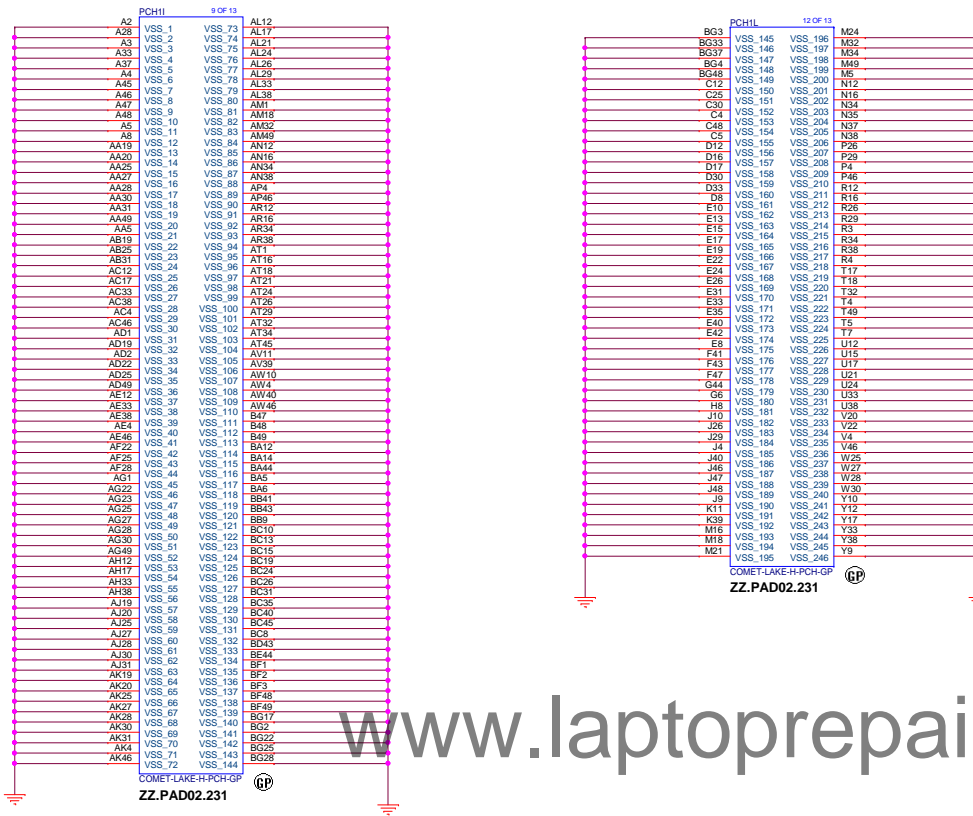 PCH1I 9 OF 13
A2 VSS_1 VSS_73 AL12
A28 VSS_2 VSS_74 AL17
A3 VSS_3 VSS_75 AL21
A33 VSS_4 VSS_76 AL24
A37 VSS_5 VSS_77 AL26
A4 VSS_6 VSS_78 AL29
A45 VSS_7 VSS_79 AL33
A46 VSS_8 VSS_80 AL38
A47 VSS_9 VSS_81 AM1
A48 VSS_10 VSS_82 AM18
A5 VSS_11 VSS_83 AM32
A8 VSS_12 VSS_84 AM49
AA19 VSS_13 VSS_85 AN12
AA20 VSS_14 VSS_86 AN16
AA25 VSS_15 VSS_87 AN34
AA27 VSS_16 VSS_88 AN38
AA28 VSS_17 VSS_89 AP4
AA30 VSS_18 VSS_90 AP46
AA31 VSS_19 VSS_91 AR12
AA49 VSS_20 VSS_92 AR16
AA5 VSS_21 VSS_93 AR34
AB19 VSS_22 VSS_94 AR38
AB25 VSS_23 VSS_95 AT1
AB31 VSS_24 VSS_96 AT16
AC12 VSS_25 VSS_97 AT18
AC17 VSS_26 VSS_98 AT21
AC33 VSS_27 VSS_99 AT24
AC38 VSS_28 VSS_100 AT26
AC4 VSS_29 VSS_101 AT29
AC46 VSS_30 VSS_102 AT32
AD1 VSS_31 VSS_103 AT34
AD19 VSS_32 VSS_104 AT45
AD2 VSS_33 VSS_105 AV11
AD22 VSS_34 VSS_106 AV39
AD25 VSS_35 VSS_107 AW10
AD49 VSS_36 VSS_108 AW4
AE12 VSS_37 VSS_109 AW40
AE33 VSS_38 VSS_110 AW46
AE38 VSS_39 VSS_111 B47
AE4 VSS_40 VSS_112 B48
AE46 VSS_41 VSS_113 B49
AF22 VSS_42 VSS_114 BA12
AF25 VSS_43 VSS_115 BA14
AF28 VSS_44 VSS_116 BA44
AG1 VSS_45 VSS_117 BA5
AG22 VSS_46 VSS_118 BA6
AG23 VSS_47 VSS_119 BB41
AG25 VSS_48 VSS_120 BB43
AG27 VSS_49 VSS_121 BB9
AG28 VSS_50 VSS_122 BC10
AG30 VSS_51 VSS_123 BC13
AG49 VSS_52 VSS_124 BC15
AH12 VSS_53 VSS_125 BC19
AH17 VSS_54 VSS_126 BC24
AH33 VSS_55 VSS_127 BC26
AH38 VSS_56 VSS_128 BC31
AJ19 VSS_57 VSS_129 BC35
AJ20 VSS_58 VSS_130 BC40
AJ25 VSS_59 VSS_131 BC45
AJ27 VSS_60 VSS_132 BC8
AJ28 VSS_61 VSS_133 BD43
AJ30 VSS_62 VSS_134 BE44
AJ31 VSS_63 VSS_135 BF1
AK19 VSS_64 VSS_136 BF2
AK20 VSS_65 VSS_137 BF3
AK25 VSS_66 VSS_138 BF48
AK27 VSS_67 VSS_139 BF49
AK28 VSS_68 VSS_140 BG17
AK30 VSS_69 VSS_141 BG2
AK31 VSS_70 VSS_142 BG22
AK4 VSS_71 VSS_143 BG25
AK46 VSS_72 VSS_144 BG28
COMET-LAKE-H-PCH-GP
GP
ZZ.PAD02.231
PCH1L 12 OF 13
BG3 VSS_145 VSS_196 M24
BG33 VSS_146 VSS_197 M32
BG37 VSS_147 VSS_198 M34
BG4 VSS_148 VSS_199 M49
BG48 VSS_149 VSS_200 M5
C12 VSS_150 VSS_201 N12
C25 VSS_151 VSS_202 N16
C30 VSS_152 VSS_203 N34
C4 VSS_153 VSS_204 N35
C48 VSS_154 VSS_205 N37
C5 VSS_155 VSS_206 N38
D12 VSS_156 VSS_207 P26
D16 VSS_157 VSS_208 P29
D17 VSS_158 VSS_209 P4
D30 VSS_159 VSS_210 P46
D33 VSS_160 VSS_211 R12
D8 VSS_161 VSS_212 R16
E10 VSS_162 VSS_213 R26
E13 VSS_163 VSS_214 R29
E15 VSS_164 VSS_215 R3
E17 VSS_165 VSS_216 R34
E19 VSS_166 VSS_217 R38
E22 VSS_167 VSS_218 R4
E24 VSS_168 VSS_219 T17
E26 VSS_169 VSS_220 T18
E31 VSS_170 VSS_221 T32
E33 VSS_171 VSS_222 T4
E35 VSS_172 VSS_223 T49
E40 VSS_173 VSS_224 T5
E42 VSS_174 VSS_225 T7
E8 VSS_175 VSS_226 U12
F41 VSS_176 VSS_227 U15
F43 VSS_177 VSS_228 U17
F47 VSS_178 VSS_229 U21
G44 VSS_179 VSS_230 U24
G6 VSS_180 VSS_231 U33
H8 VSS_181 VSS_232 U38
J10 VSS_182 VSS_233 V20
J26 VSS_183 VSS_234 V22
J29 VSS_184 VSS_235 V4
J4 VSS_185 VSS_236 V46
J40 VSS_186 VSS_237 W25
J46 VSS_187 VSS_238 W27
J47 VSS_188 VSS_239 W28
J48 VSS_189 VSS_240 W30
J9 VSS_190 VSS_241 Y10
K11 VSS_191 VSS_242 Y12
K39 VSS_192 VSS_243 Y17
M16 VSS_193 VSS_244 Y33
M18 VSS_194 VSS_245 Y38
M21 VSS_195 VSS_246 Y9
COMET-LAKE-H-PCH-GP
GP
ZZ.PAD02.231
www.laptoprepai